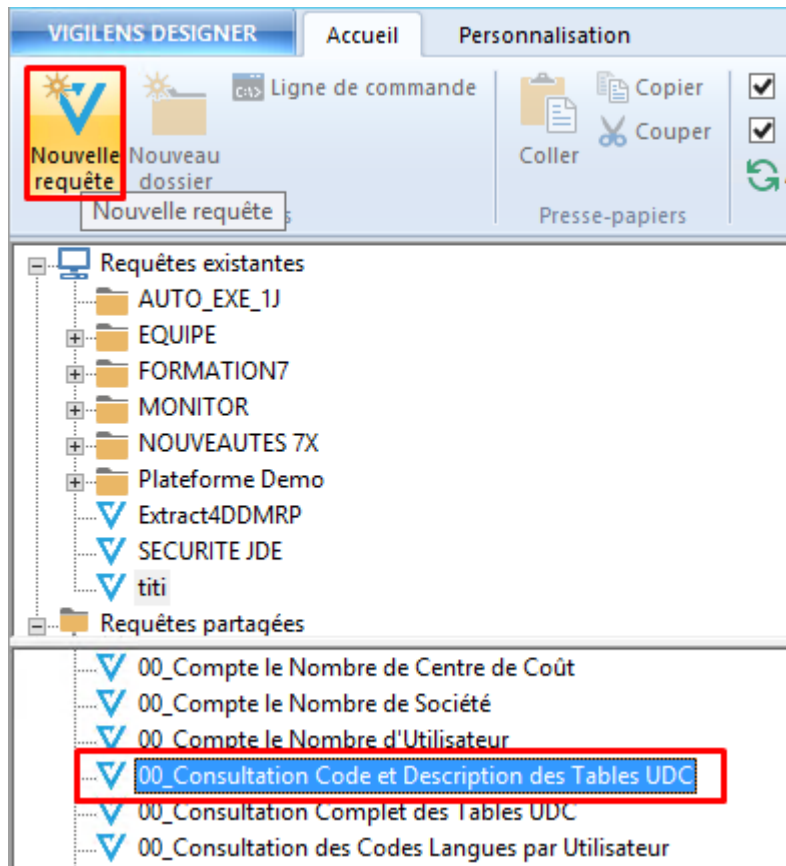 VIGILENS DESIGNER Accueil Personnalisation
Ligne de commande
Copier
Couper
Nouvelle requête
Nouveau dossier
Coller
Nouvelle requête
Presse-papiers
Requêtes existantes
AUTO_EXE_1J
EQUIPE
FORMATION7
MONITOR
NOUVEAUTES 7X
Plateforme Demo
Extract4DDMRP
SECURITE JDE
titi
Requêtes partagées
00_Compte le Nombre de Centre de Coût
00_Compte le Nombre de Société
00_Compte le Nombre d'Utilisateur
00_Consultation Code et Description des Tables UDC
00_Consultation Complet des Tables UDC
00_Consultation des Codes Langues par Utilisateur